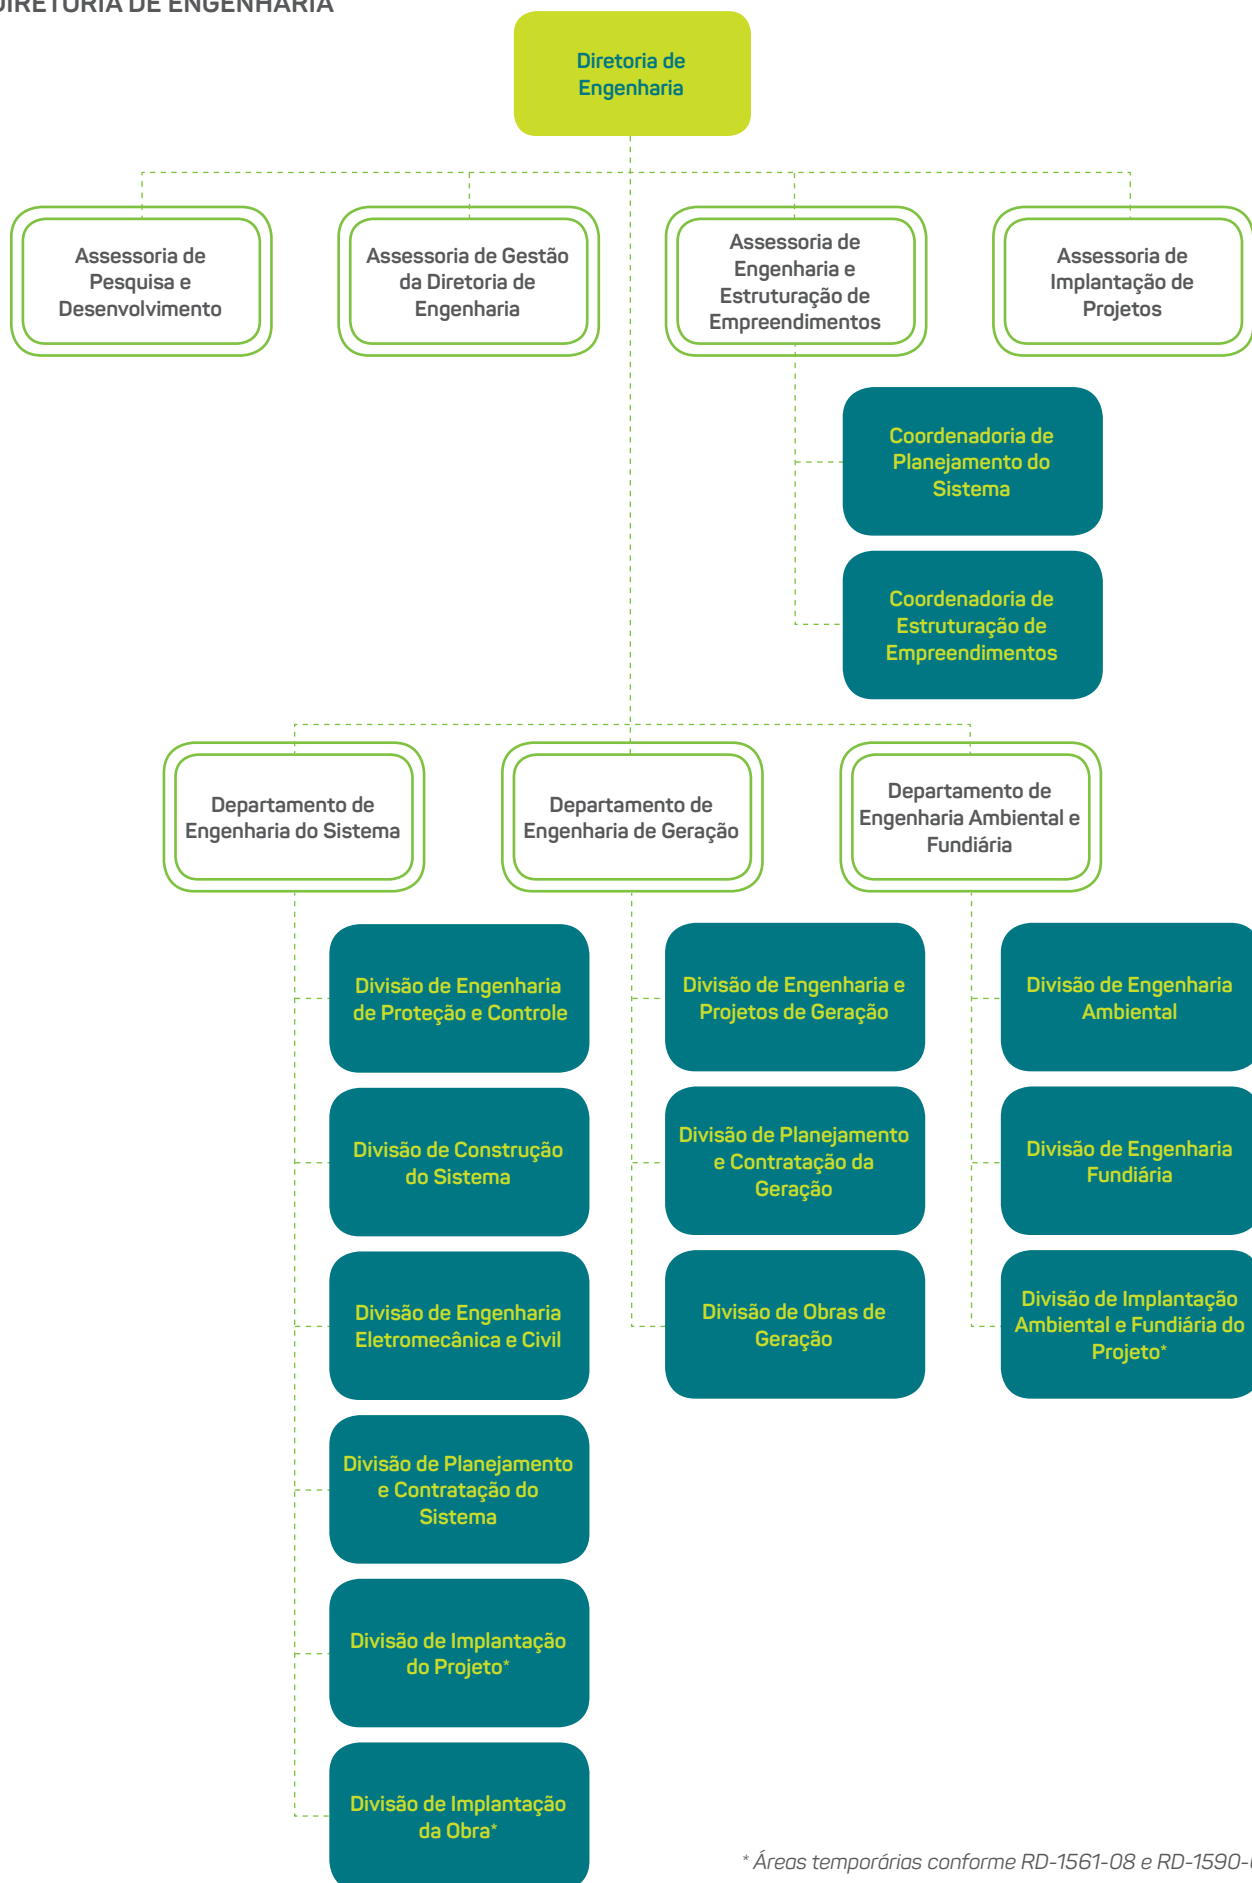 DIRETORIA DE ENGENHARIA
Diretoria de
Engenharia
Assessoria de
Pesquisa e
Desenvolvimento
Assessoria de Gestão
da Diretoria de
Engenharia
Assessoria de
Engenharia e
Estruturação de
Empreendimentos
Assessoria de
Implantação de
Projetos
Coordenadoria de
Planejamento do
Sistema
Coordenadoria de
Estruturação de
Empreendimentos
Departamento de
Engenharia do Sistema
Departamento de
Engenharia de Geração
Departamento de
Engenharia Ambiental e
Fundiária
Divisão de Engenharia
de Proteção e Controle
Divisão de Engenharia e
Projetos de Geração
Divisão de Engenharia
Ambiental
Divisão de Construção
do Sistema
Divisão de Planejamento
e Contratação da
Geração
Divisão de Engenharia
Fundiária
Divisão de Engenharia
Eletromecânica e Civil
Divisão de Obras de
Geração
Divisão de Implantação
Ambiental e Fundiária do
Projeto*
Divisão de Planejamento
e Contratação do
Sistema
Divisão de Implantação
do Projeto*
Divisão de Implantação
da Obra*
* Áreas temporárias conforme RD-1561-08 e